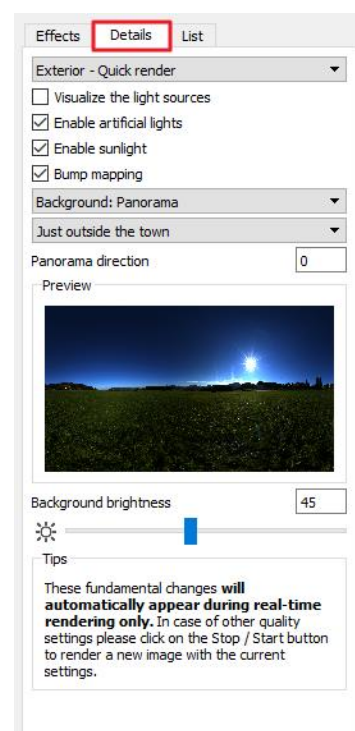 Effects Details List
Exterior - Quick render
Visualize the light sources
Enable artificial lights
Enable sunlight
Bump mapping
Background: Panorama
Just outside the town
Panorama direction 0
Preview
Background brightness 45
Tips
These fundamental changes will
automatically appear during real-time
rendering only. In case of other quality
settings please click on the Stop / Start button
to render a new image with the current
settings.